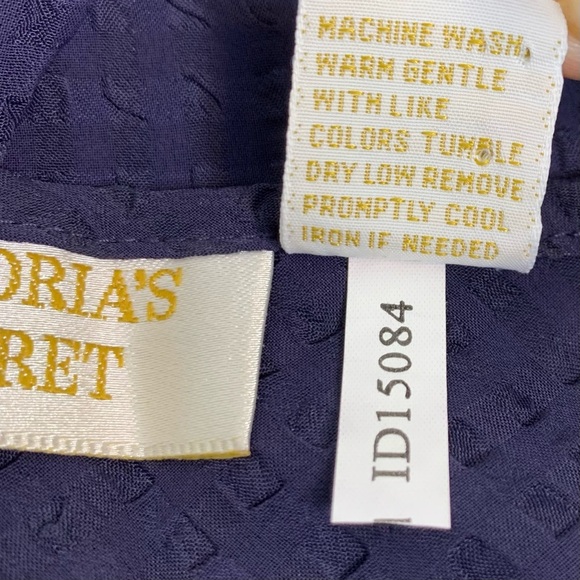 MACHINE WASH,
WARM GENTLE
WITH LIKE
COLORS TUMBLE
DRY LOW REMOVE
PROMPTLY COOL
IRON IF NEEDED
ORIA'S
RET
ID15084